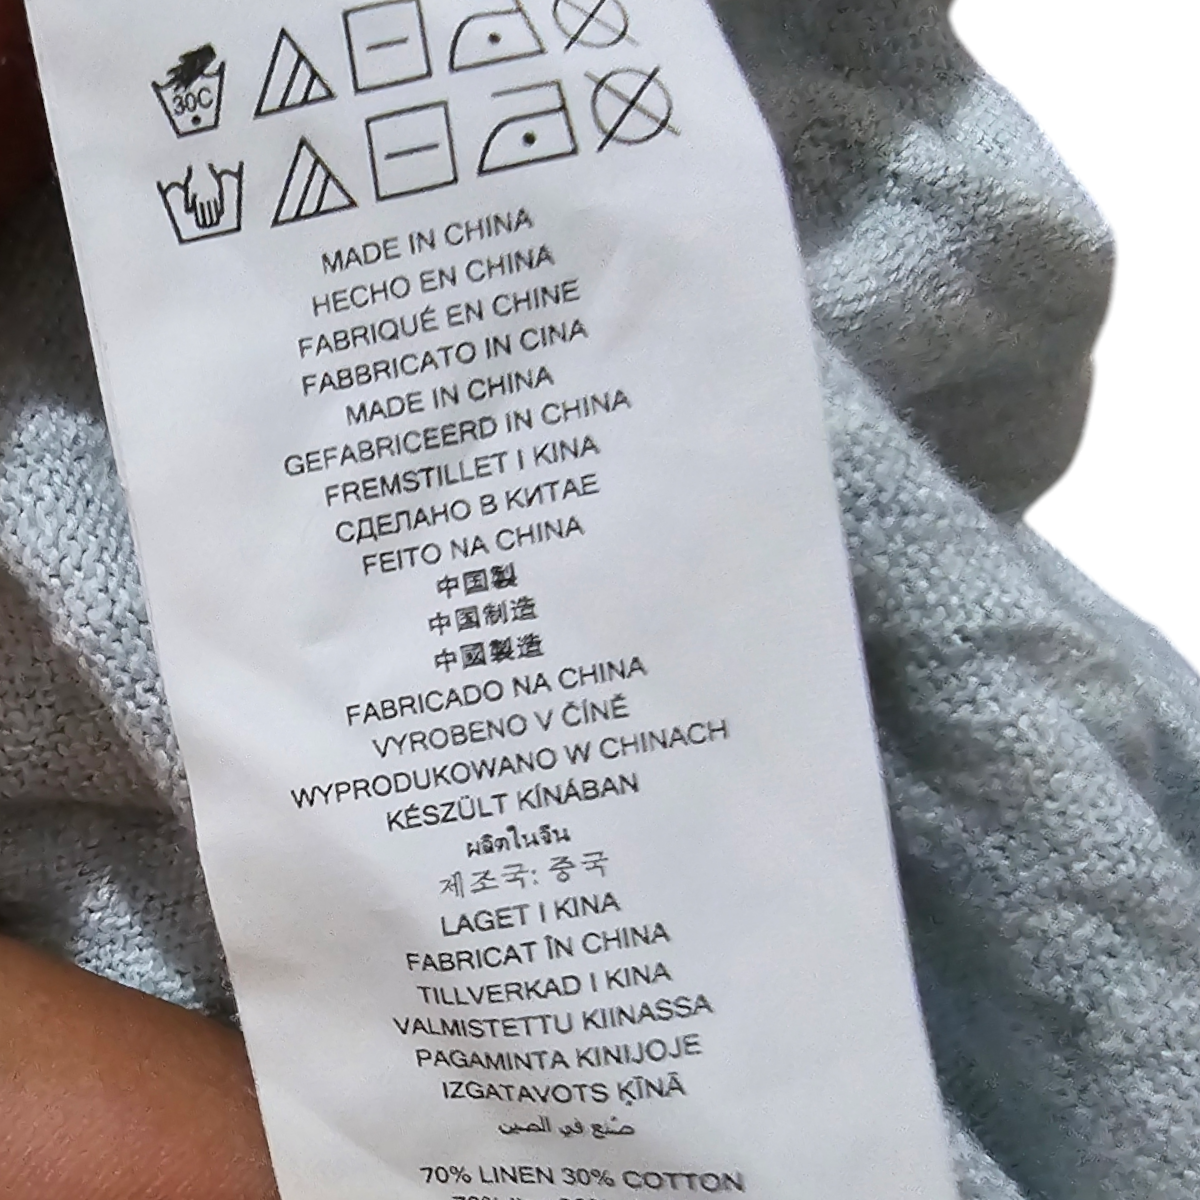 30C
MADE IN CHINA
HECHO EN CHINA
FABRIQUÉ EN CHINE
FABBRICATO IN CINA
MADE IN CHINA
GEFABRICEERD IN CHINA
FREMSTILLET I KINA
СДЕЛАНО В КИТАЕ
FEITO NA CHINA
中国製
中国制造
中國製造
FABRICADO NA CHINA
VYROBENO V ČÍNĚ
WYPRODUKOWANO W CHINACH
KÉSZÜLT KÍNÁBAN
ผลิตในจีน
제조국: 중국
LAGET I KINA
FABRICAT ÎN CHINA
TILLVERKAD I KINA
VALMISTETTU KIINASSA
PAGAMINTA KINIJOJE
IZGATAVOTS ĶĪNĀ
صنع في الصين
70% LINEN 30% COTTON